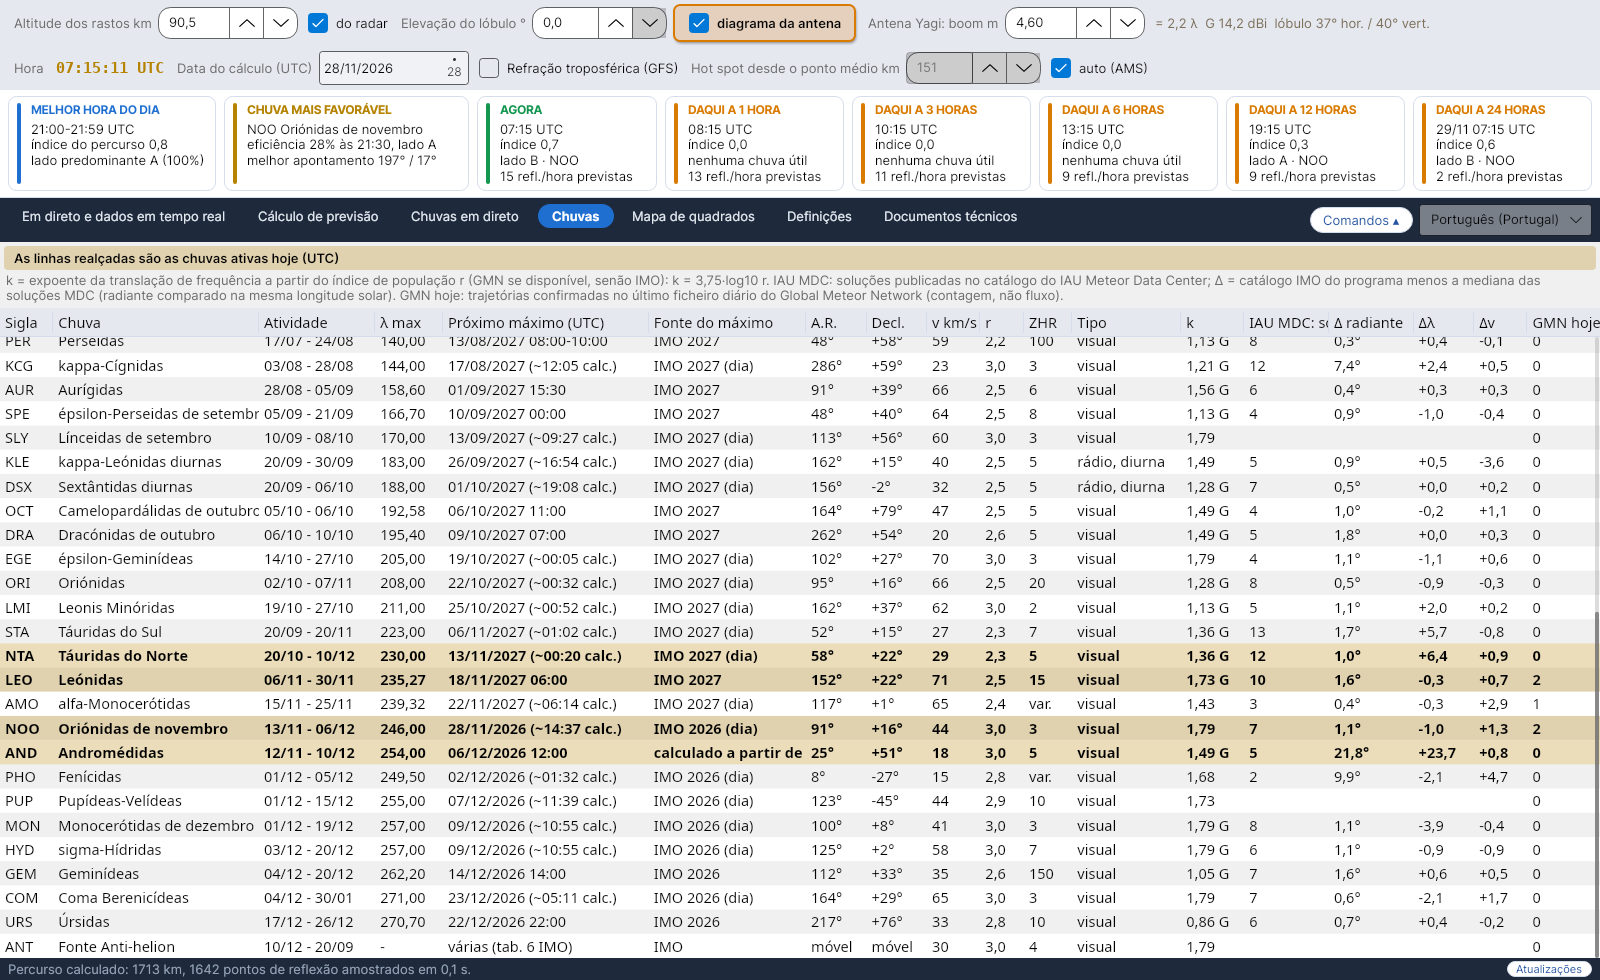 Altitude dos rastos km 90,5 do radar Elevação do lóbulo ° 0,0 diagrama da antena Antena Yagi: boom m 4,60 = 2,2 λ G 14,2 dBi lóbulo 37° hor. / 40° vert.
Hora 07:15:11 UTC Data do cálculo (UTC) 28/11/2026 28 Refração troposférica (GFS) Hot spot desde o ponto médio km 151 auto (AMS)
MELHOR HORA DO DIA
21:00-21:59 UTC
índice do percurso 0,8
lado predominante A (100%)
CHUVA MAIS FAVORÁVEL
NOO Oriónidas de novembro
eficiência 28% às 21:30, lado A
melhor apontamento 197° / 17°
AGORA
07:15 UTC
índice 0,7
lado B · NOO
15 refl./hora previstas
DAQUI A 1 HORA
08:15 UTC
índice 0,0
nenhuma chuva útil
13 refl./hora previstas
DAQUI A 3 HORAS
10:15 UTC
índice 0,0
nenhuma chuva útil
11 refl./hora previstas
DAQUI A 6 HORAS
13:15 UTC
índice 0,0
nenhuma chuva útil
9 refl./hora previstas
DAQUI A 12 HORAS
19:15 UTC
índice 0,3
lado A · NOO
9 refl./hora previstas
DAQUI A 24 HORAS
29/11 07:15 UTC
índice 0,6
lado B · NOO
2 refl./hora previstas
Em direto e dados em tempo real Cálculo de previsão Chuvas em direto Chuvas Mapa de quadrados Definições Documentos técnicos Comandos ▴ Português (Portugal)
As linhas realçadas são as chuvas ativas hoje (UTC)
k = expoente da translação de frequência a partir do índice de população r (GMN se disponível, senão IMO): k = 3,75·log10 r. IAU MDC: soluções publicadas no catálogo do IAU Meteor Data Center; Δ = catálogo IMO do programa menos a mediana das
soluções MDC (radiante comparado na mesma longitude solar). GMN hoje: trajetórias confirmadas no último ficheiro diário do Global Meteor Network (contagem, não fluxo).
Sigla Chuva Atividade λ max Próximo máximo (UTC) Fonte do máximo A.R. Decl. v km/s r ZHR Tipo k IAU MDC: so Δ radiante Δλ Δv GMN hoje
PER Perseidas 17/07 - 24/08 140,00 13/08/2027 08:00-10:00 IMO 2027 48° +58° 59 2,2 100 visual 1,13 G 8 0,3° +0,4 -0,1 0
KCG kappa-Cígnidas 03/08 - 28/08 144,00 17/08/2027 (~12:05 calc.) IMO 2027 (dia) 286° +59° 23 3,0 3 visual 1,21 G 12 7,4° +2,4 +0,5 0
AUR Aurígidas 28/08 - 05/09 158,60 01/09/2027 15:30 IMO 2027 91° +39° 66 2,5 6 visual 1,56 G 6 0,4° +0,3 +0,3 0
SPE épsilon-Perseidas de setembr 05/09 - 21/09 166,70 10/09/2027 00:00 IMO 2027 48° +40° 64 2,5 8 visual 1,13 G 4 0,9° -1,0 -0,4 0
SLY Línceidas de setembro 10/09 - 08/10 170,00 13/09/2027 (~09:27 calc.) IMO 2027 (dia) 113° +56° 60 3,0 3 visual 1,79 0
KLE kappa-Leónidas diurnas 20/09 - 30/09 183,00 26/09/2027 (~16:54 calc.) IMO 2027 (dia) 162° +15° 40 2,5 5 rádio, diurna 1,49 5 0,9° +0,5 -3,6 0
DSX Sextântidas diurnas 20/09 - 06/10 188,00 01/10/2027 (~19:08 calc.) IMO 2027 (dia) 156° -2° 32 2,5 5 rádio, diurna 1,28 G 7 0,5° +0,0 +0,2 0
OCT Camelopardálidas de outubro 05/10 - 06/10 192,58 06/10/2027 11:00 IMO 2027 164° +79° 47 2,5 5 visual 1,49 G 4 1,0° -0,2 +1,1 0
DRA Dracónidas de outubro 06/10 - 10/10 195,40 09/10/2027 07:00 IMO 2027 262° +54° 20 2,6 5 visual 1,49 G 5 1,8° +0,0 +0,3 0
EGE épsilon-Geminídeas 14/10 - 27/10 205,00 19/10/2027 (~00:05 calc.) IMO 2027 (dia) 102° +27° 70 3,0 3 visual 1,79 4 1,1° -1,1 +0,6 0
ORI Oriónidas 02/10 - 07/11 208,00 22/10/2027 (~00:32 calc.) IMO 2027 (dia) 95° +16° 66 2,5 20 visual 1,28 G 8 0,5° -0,9 -0,3 0
LMI Leonis Minóridas 19/10 - 27/10 211,00 25/10/2027 (~00:52 calc.) IMO 2027 (dia) 162° +37° 62 3,0 2 visual 1,13 G 5 1,1° +2,0 +0,2 0
STA Táuridas do Sul 20/09 - 20/11 223,00 06/11/2027 (~01:02 calc.) IMO 2027 (dia) 52° +15° 27 2,3 7 visual 1,36 G 13 1,7° +5,7 -0,8 0
NTA Táuridas do Norte 20/10 - 10/12 230,00 13/11/2027 (~00:20 calc.) IMO 2027 (dia) 58° +22° 29 2,3 5 visual 1,36 G 12 1,0° +6,4 +0,9 0
LEO Leónidas 06/11 - 30/11 235,27 18/11/2027 06:00 IMO 2027 152° +22° 71 2,5 15 visual 1,73 G 10 1,6° -0,3 +0,7 2
AMO alfa-Monocerótidas 15/11 - 25/11 239,32 22/11/2027 (~06:14 calc.) IMO 2027 (dia) 117° +1° 65 2,4 var. visual 1,43 3 0,4° -0,3 +2,9 1
NOO Oriónidas de novembro 13/11 - 06/12 246,00 28/11/2026 (~14:37 calc.) IMO 2026 (dia) 91° +16° 44 3,0 3 visual 1,79 7 1,1° -1,0 +1,3 2
AND Andromédidas 12/11 - 10/12 254,00 06/12/2026 12:00 calculado a partir de 25° +51° 18 3,0 5 visual 1,49 G 5 21,8° +23,7 +0,8 0
PHO Fenícidas 01/12 - 05/12 249,50 02/12/2026 (~01:32 calc.) IMO 2026 (dia) 8° -27° 15 2,8 var. visual 1,68 2 9,9° -2,1 +4,7 0
PUP Pupídeas-Velídeas 01/12 - 15/12 255,00 07/12/2026 (~11:39 calc.) IMO 2026 (dia) 123° -45° 44 2,9 10 visual 1,73 0
MON Monocerótidas de dezembro 01/12 - 19/12 257,00 09/12/2026 (~10:55 calc.) IMO 2026 (dia) 100° +8° 41 3,0 3 visual 1,79 G 8 1,1° -3,9 -0,4 0
HYD sigma-Hídridas 03/12 - 20/12 257,00 09/12/2026 (~10:55 calc.) IMO 2026 (dia) 125° +2° 58 3,0 7 visual 1,79 G 6 1,1° -0,9 -0,9 0
GEM Geminídeas 04/12 - 20/12 262,20 14/12/2026 14:00 IMO 2026 112° +33° 35 2,6 150 visual 1,05 G 7 1,6° +0,6 +0,5 0
COM Coma Berenicídeas 04/12 - 30/01 271,00 23/12/2026 (~05:11 calc.) IMO 2026 (dia) 164° +29° 65 3,0 3 visual 1,79 7 0,6° -2,1 +1,7 0
URS Úrsidas 17/12 - 26/12 270,70 22/12/2026 22:00 IMO 2026 217° +76° 33 2,8 10 visual 0,86 G 6 0,7° +0,4 -0,2 0
ANT Fonte Anti-helion 10/12 - 20/09 - várias (tab. 6 IMO) IMO móvel móvel 30 3,0 4 visual 1,79 0
Percurso calculado: 1713 km, 1642 pontos de reflexão amostrados em 0,1 s. Atualizações